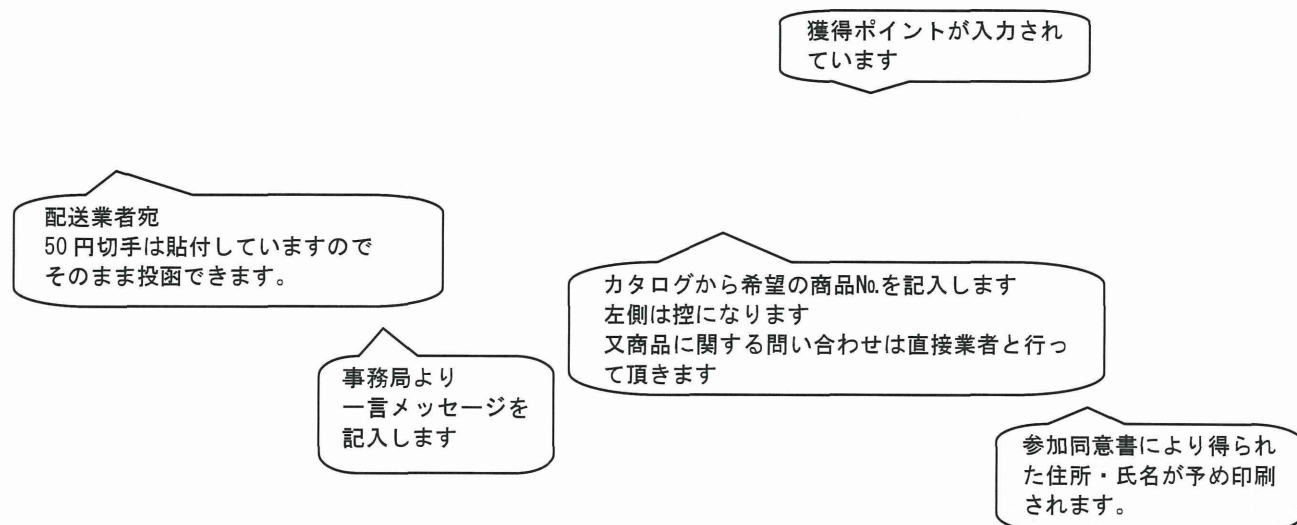 獲得ポイントが入力され
ています
配送業者宛
50円切手は貼付していますので
そのまま投函できます。
カタログから希望の商品№を記入します
左側は控になります
又商品に関する問い合わせは直接業者と行っ
て頂きます
事務局より
一言メッセージを
記入します
参加同意書により得られ
た住所・氏名が予め印刷
されます。